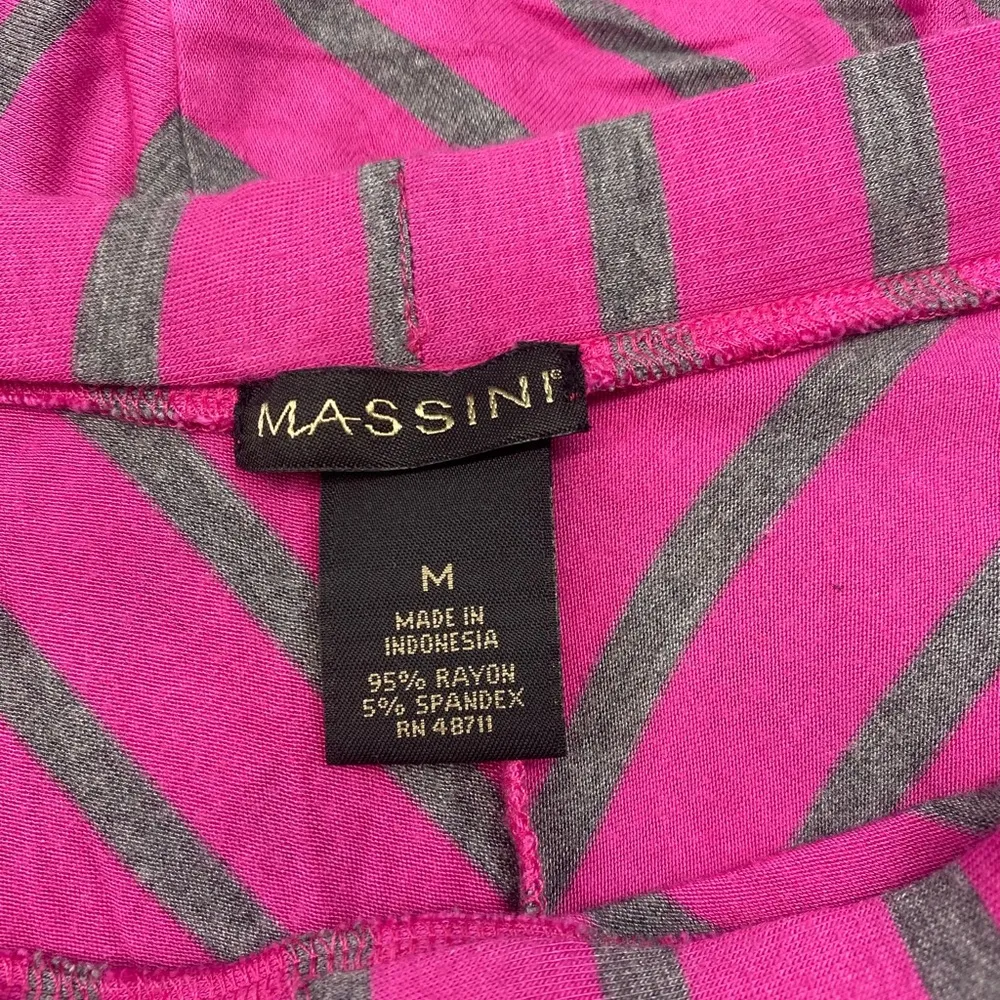 MASSINI®
M
MADE IN
INDONESIA
95% RAYON
5% SPANDEX
RN 48711